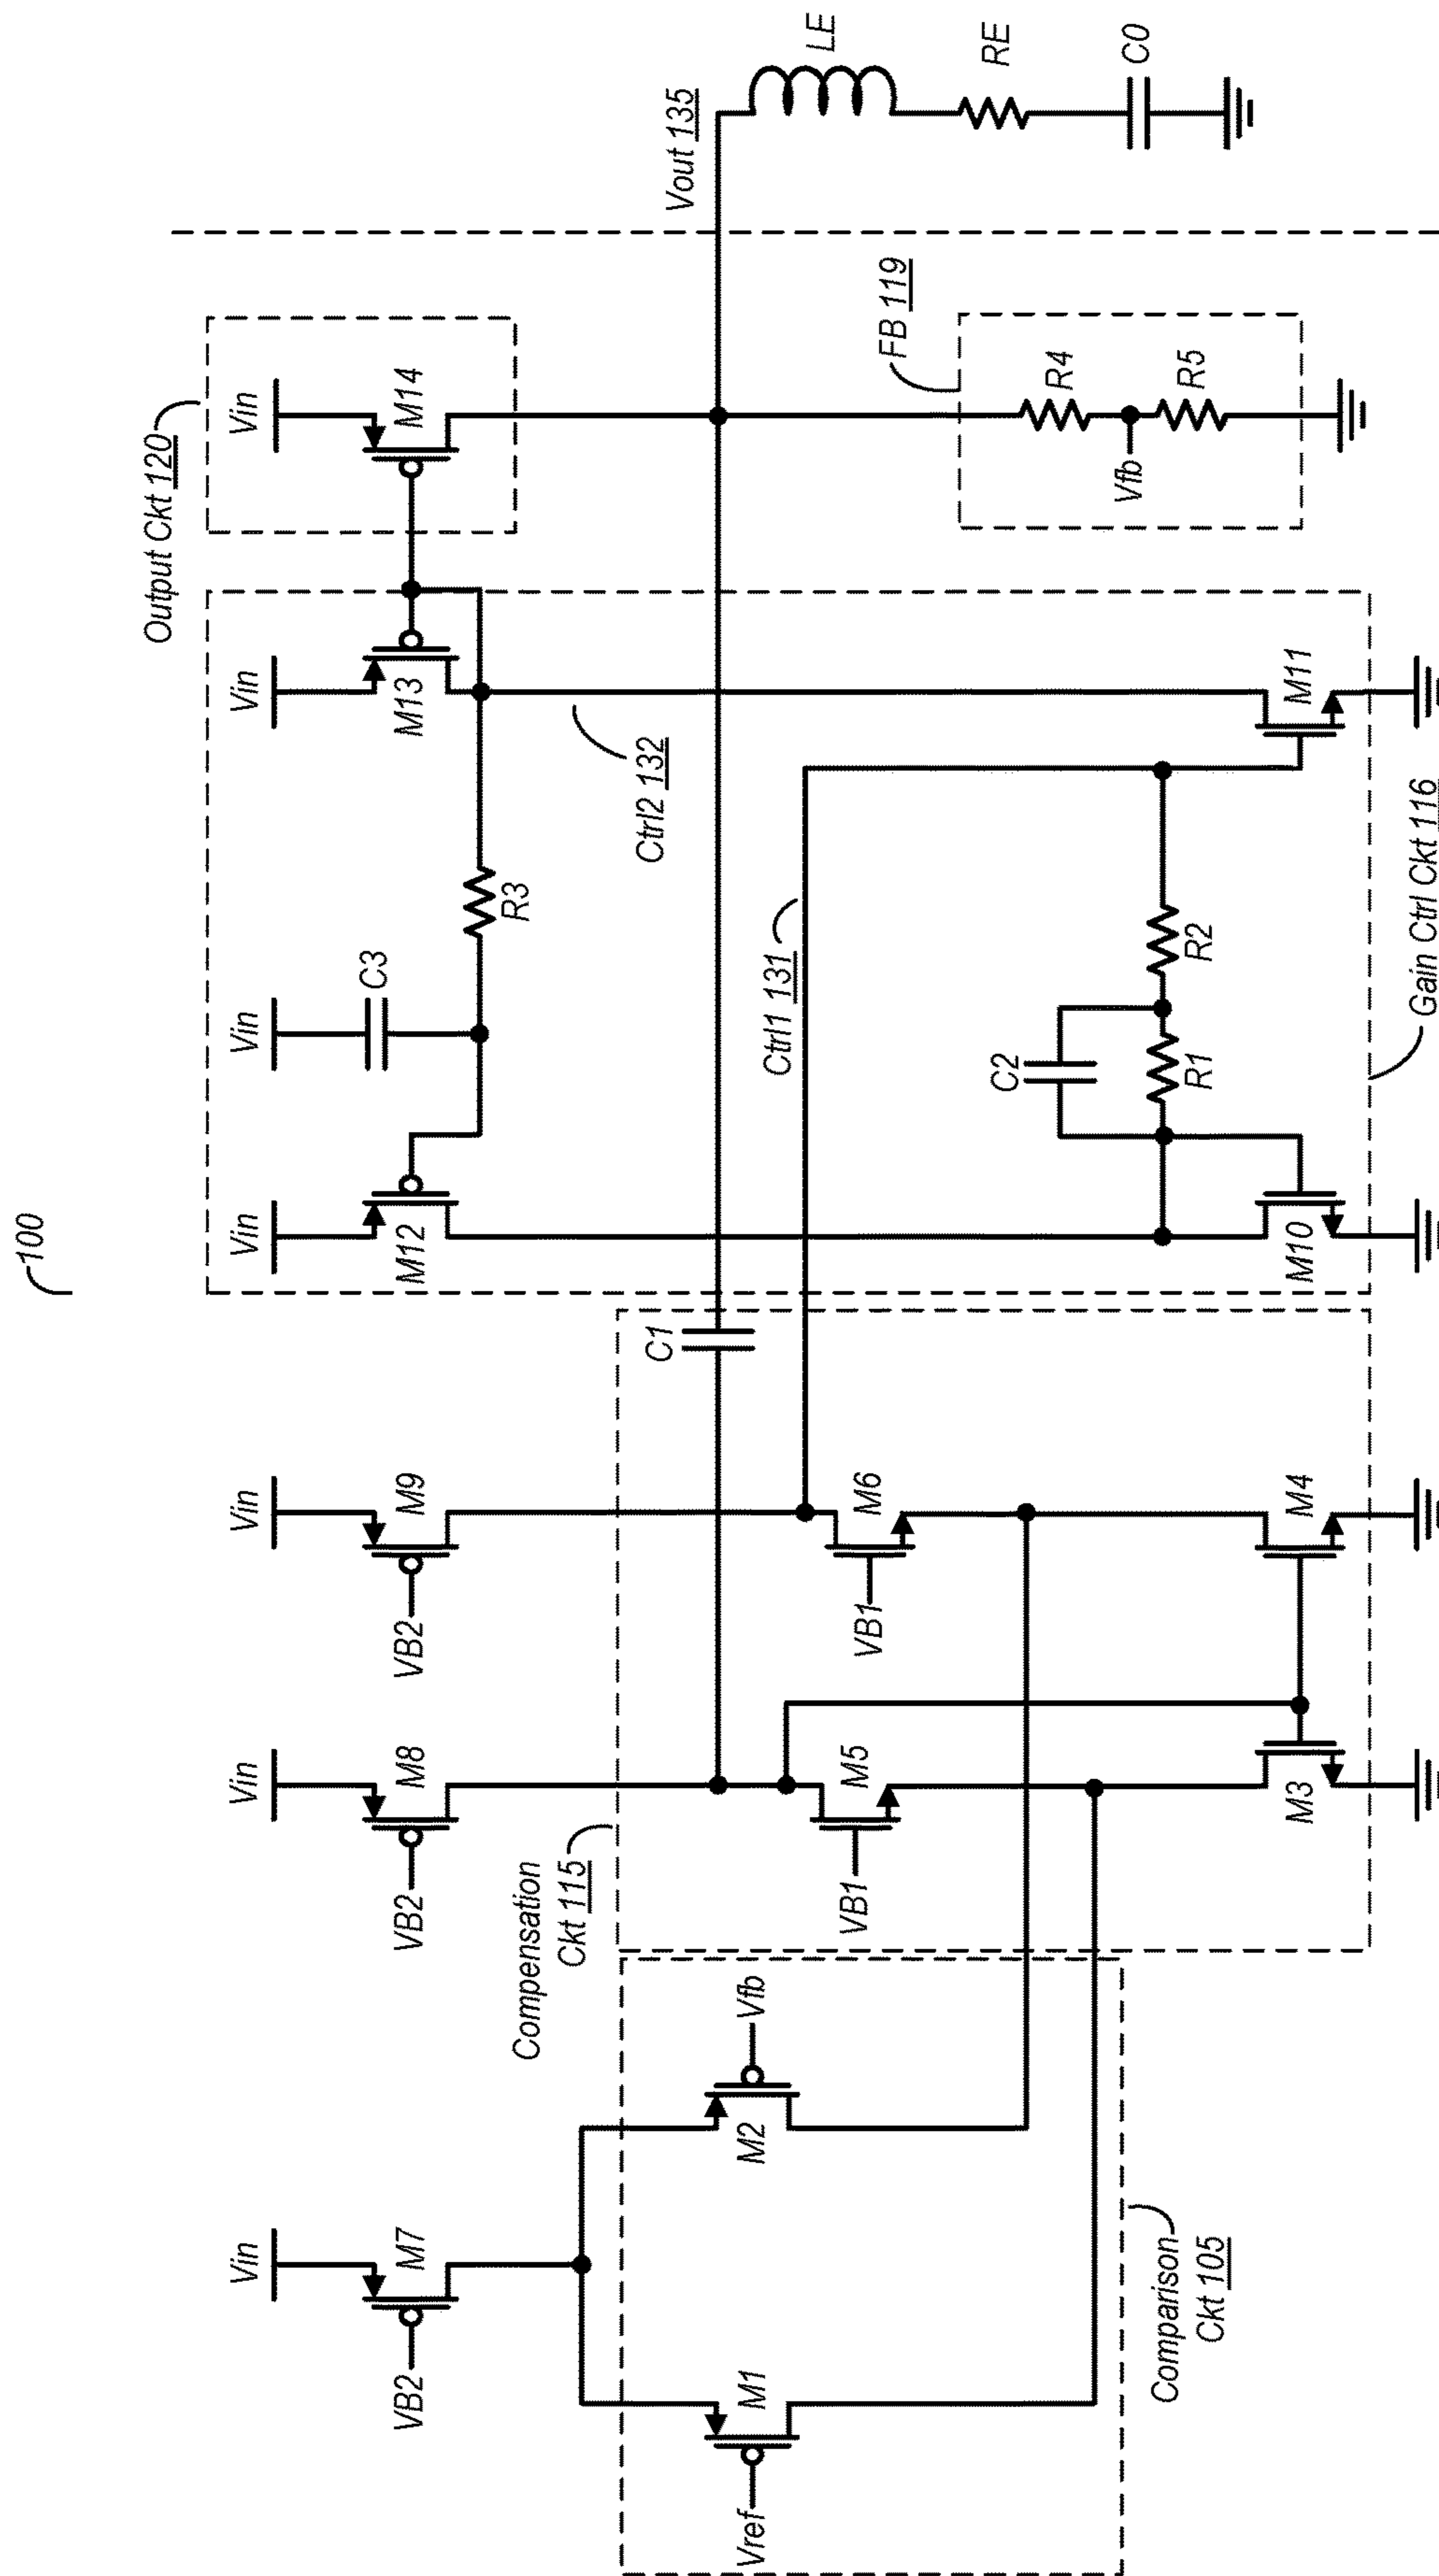 100
Output Ckt 120
Vin
Vin
Vin
Vin
Vin
Vin
Vin
VB2
M7
VB2
M8
VB2
M9
M12
C3
M13
M14
R3
Vout 135
LE
RE
C0
Compensation
Ckt 115
C1
Ctrl2 132
Ctrl1 131
FB 119
R4
Vfb
R5
Vref
M1
M2
Vfb
VB1
M5
VB1
M6
C2
R1
R2
M3
M4
M10
M11
Comparison
Ckt 105
Gain Ctrl Ckt 116